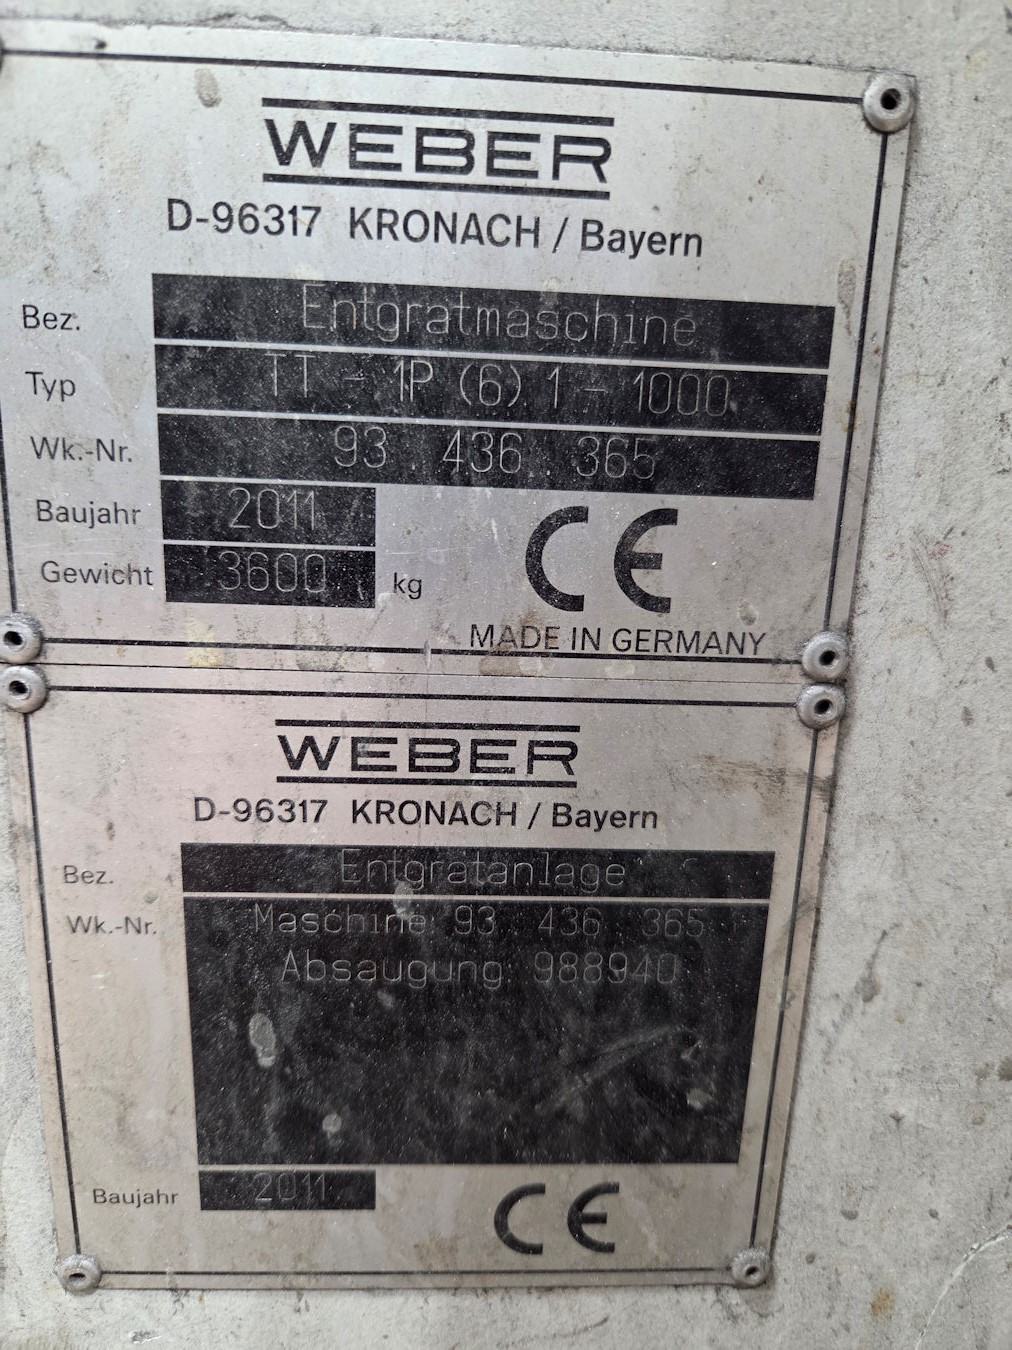 WEBER
D-96317 KRONACH / Bayern
Bez. Entgratmaschine
Typ TT - 1P (6) 1 - 1000
Wk.-Nr. 93 . 436 . 365
Baujahr 2011
Gewicht 3600 kg
CE
MADE IN GERMANY
WEBER
D-96317 KRONACH / Bayern
Bez. Entgratanlage
Wk.-Nr. Maschine: 93 . 436 . 365
Absaugung: 988940
Baujahr 2011
CE